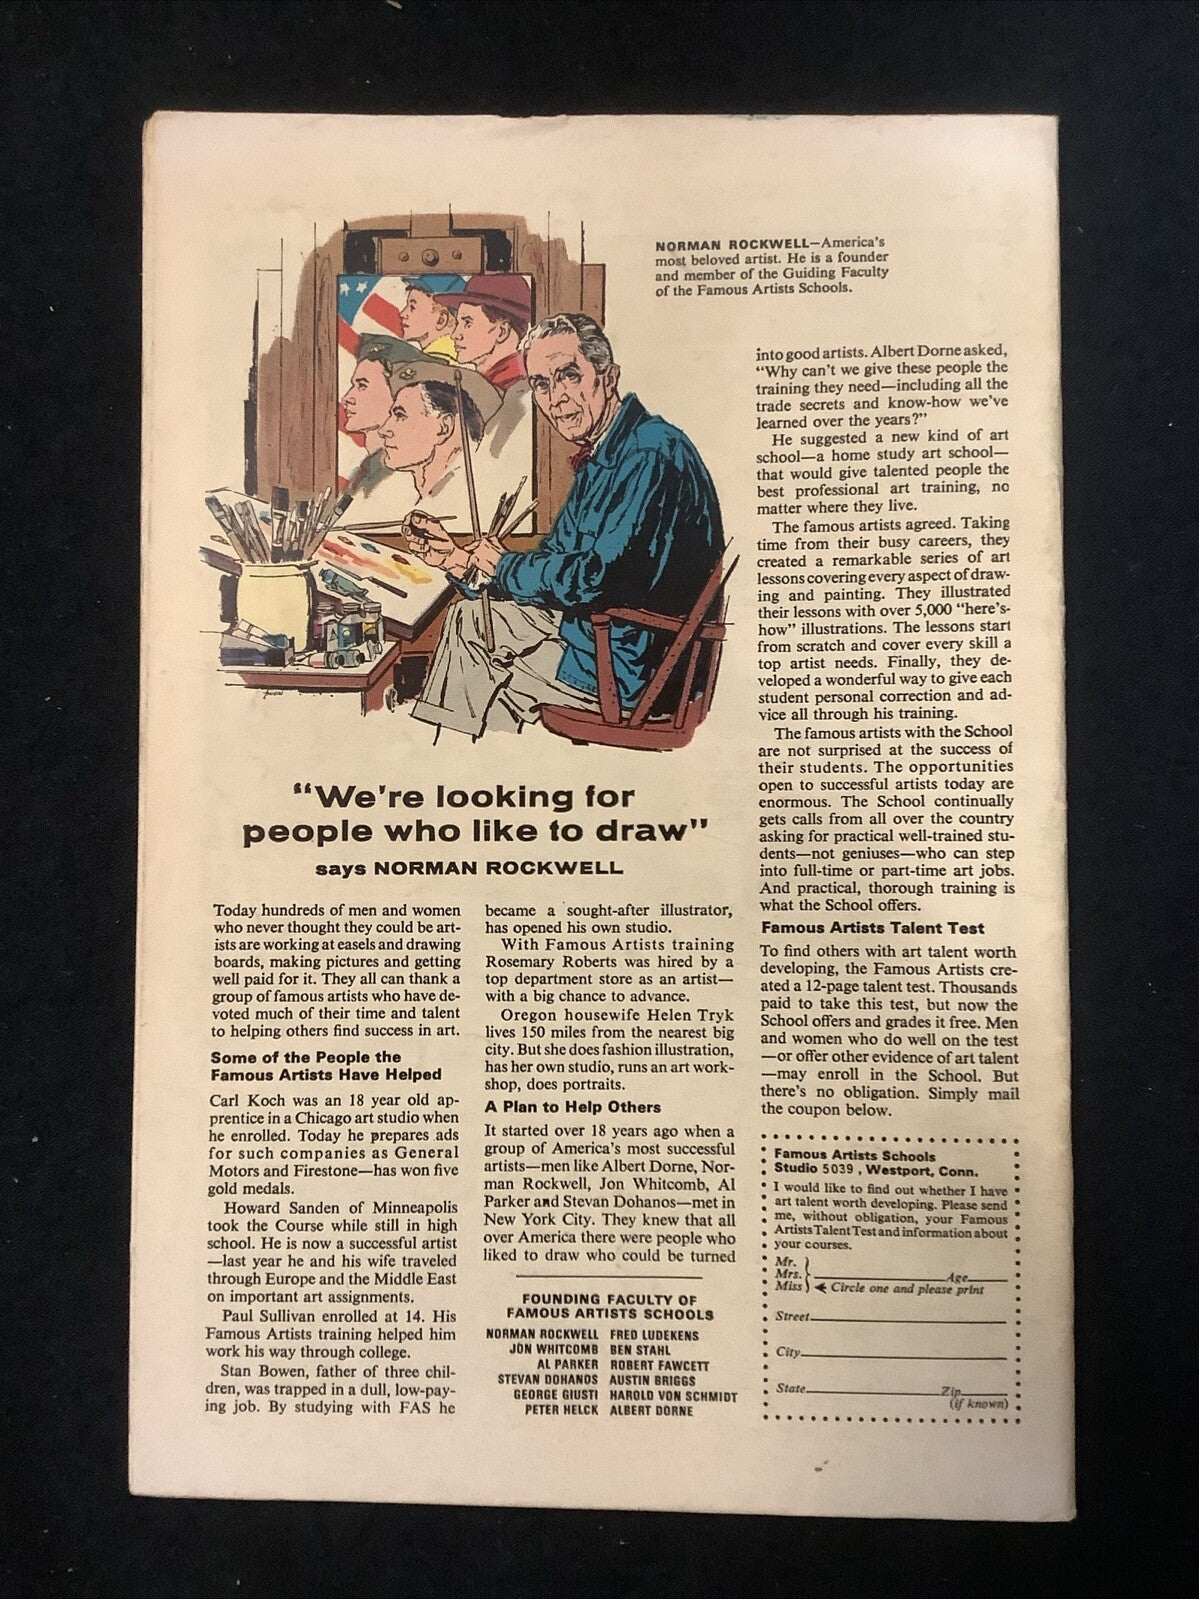 NORMAN ROCKWELL—America's
most beloved artist. He is a founder
and member of the Guiding Faculty
of the Famous Artists Schools.
"We're looking for
people who like to draw"
says NORMAN ROCKWELL
Today hundreds of men and women
who never thought they could be art-
ists are working at easels and drawing
boards, making pictures and getting
well paid for it. They all can thank a
group of famous artists who have de-
voted much of their time and talent
to helping others find success in art.
Some of the People the
Famous Artists Have Helped
Carl Koch was an 18 year old ap-
prentice in a Chicago art studio when
he enrolled. Today he prepares ads
for such companies as General
Motors and Firestone—has won five
gold medals.
Howard Sanden of Minneapolis
took the Course while still in high
school. He is now a successful artist
—last year he and his wife traveled
through Europe and the Middle East
on important art assignments.
Paul Sullivan enrolled at 14. His
Famous Artists training helped him
work his way through college.
Stan Bowen, father of three chil-
dren, was trapped in a dull, low-pay-
ing job. By studying with FAS he
became a sought-after illustrator,
has opened his own studio.
With Famous Artists training
Rosemary Roberts was hired by a
top department store as an artist—
with a big chance to advance.
Oregon housewife Helen Tryk
lives 150 miles from the nearest big
city. But she does fashion illustration,
has her own studio, runs an art work-
shop, does portraits.
A Plan to Help Others
It started over 18 years ago when a
group of America's most successful
artists—men like Albert Dorne, Nor-
man Rockwell, Jon Whitcomb, Al
Parker and Stevan Dohanos—met in
New York City. They knew that all
over America there were people who
liked to draw who could be turned
into good artists. Albert Dorne asked,
"Why can't we give these people the
training they need—including all the
trade secrets and know-how we've
learned over the years?"
He suggested a new kind of art
school—a home study art school—
that would give talented people the
best professional art training, no
matter where they live.
The famous artists agreed. Taking
time from their busy careers, they
created a remarkable series of art
lessons covering every aspect of draw-
ing and painting. They illustrated
their lessons with over 5,000 "here's-
how" illustrations. The lessons start
from scratch and cover every skill a
top artist needs. Finally, they de-
veloped a wonderful way to give each
student personal correction and ad-
vice all through his training.
The famous artists with the School
are not surprised at the success of
their students. The opportunities
open to successful artists today are
enormous. The School continually
gets calls from all over the country
asking for practical well-trained stu-
dents—not geniuses—who can step
into full-time or part-time art jobs.
And practical, thorough training is
what the School offers.
Famous Artists Talent Test
To find others with art talent worth
developing, the Famous Artists cre-
ated a 12-page talent test. Thousands
paid to take this test, but now the
School offers and grades it free. Men
and women who do well on the test
—or offer other evidence of art talent
—may enroll in the School. But
there's no obligation. Simply mail
the coupon below.
FOUNDING FACULTY OF
FAMOUS ARTISTS SCHOOLS
NORMAN ROCKWELL FRED LUDEKENS
JON WHITCOMB BEN STAHL
AL PARKER ROBERT FAWCETT
STEVAN DOHANOS AUSTIN BRIGGS
GEORGE GIUSTI HAROLD VON SCHMIDT
PETER HELCK ALBERT DORNE
Famous Artists Schools
Studio 5039, Westport, Conn.
I would like to find out whether I have
art talent worth developing. Please send
me, without obligation, your Famous
Artists Talent Test and information about
your courses.
Mr.
Mrs. Age
Miss Circle one and please print
Street
City
State Zip
(if known)